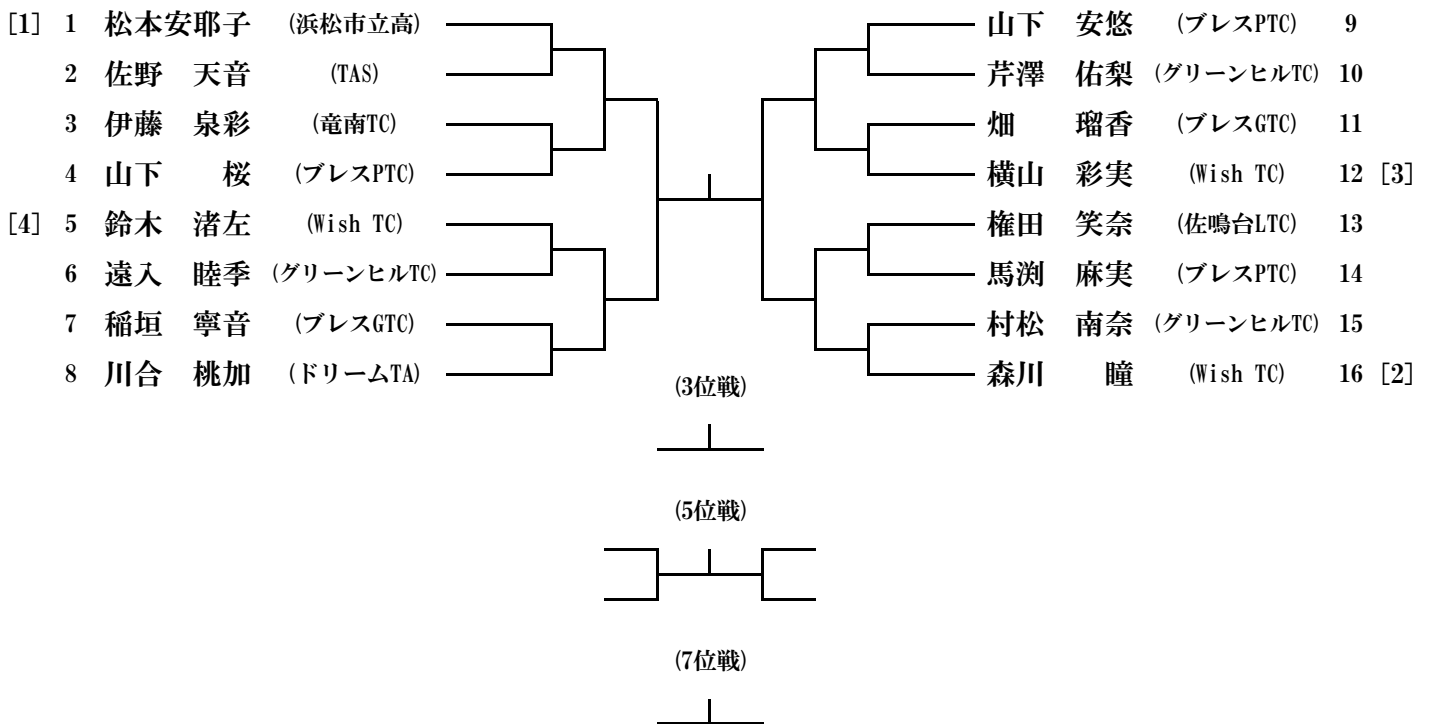 [1] 1 松本安耶子 (浜松市立高)
2 佐野 天音 (TAS)
3 伊藤 泉彩 (竜南TC)
4 山下 桜 (ブレスPTC)
[4] 5 鈴木 渚左 (Wish TC)
6 遠入 睦季 (グリーンヒルTC)
7 稲垣 寧音 (ブレスGTC)
8 川合 桃加 (ドリームTA)
山下 安悠 (ブレスPTC) 9
芹澤 佑梨 (グリーンヒルTC) 10
畑 瑠香 (ブレスGTC) 11
横山 彩実 (Wish TC) 12 [3]
権田 笑奈 (佐鳴台LTC) 13
馬渕 麻実 (ブレスPTC) 14
村松 南奈 (グリーンヒルTC) 15
森川 瞳 (Wish TC) 16 [2]
(3位戦)
(5位戦)
(7位戦)